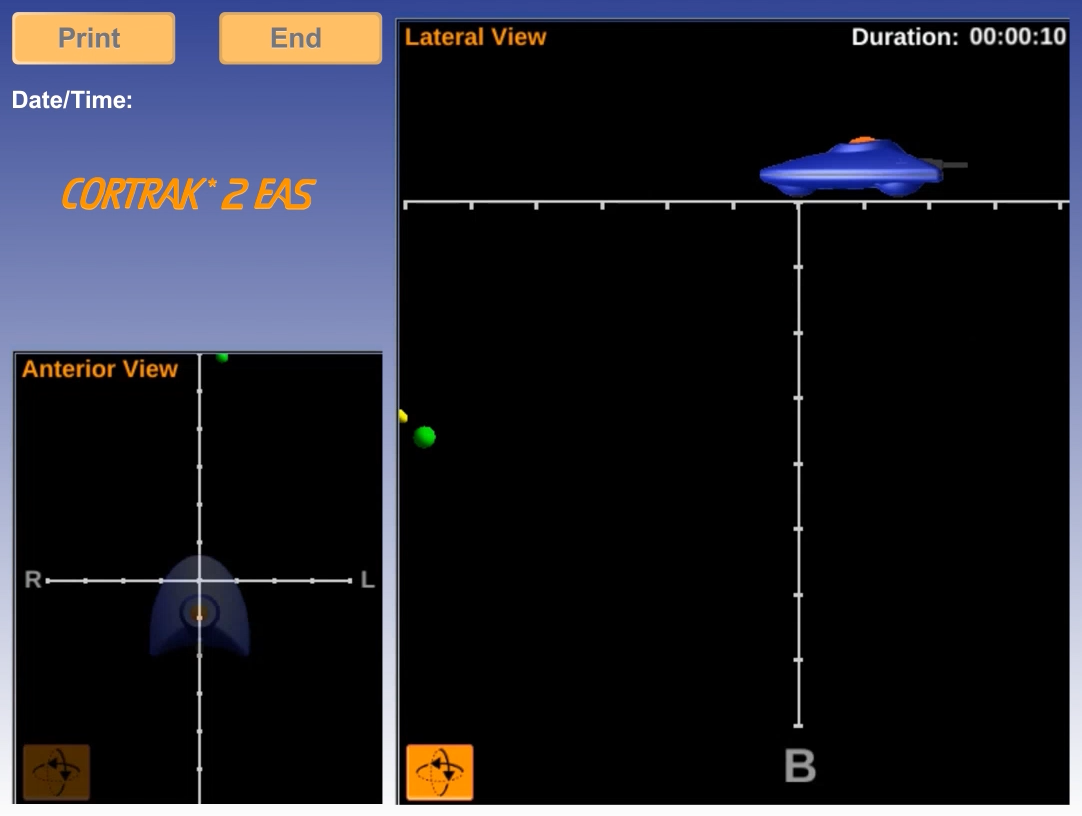 Print
End
Date/Time:
CORTRAK* 2 EAS
Anterior View
R
L
Lateral View
Duration: 00:00:10
B